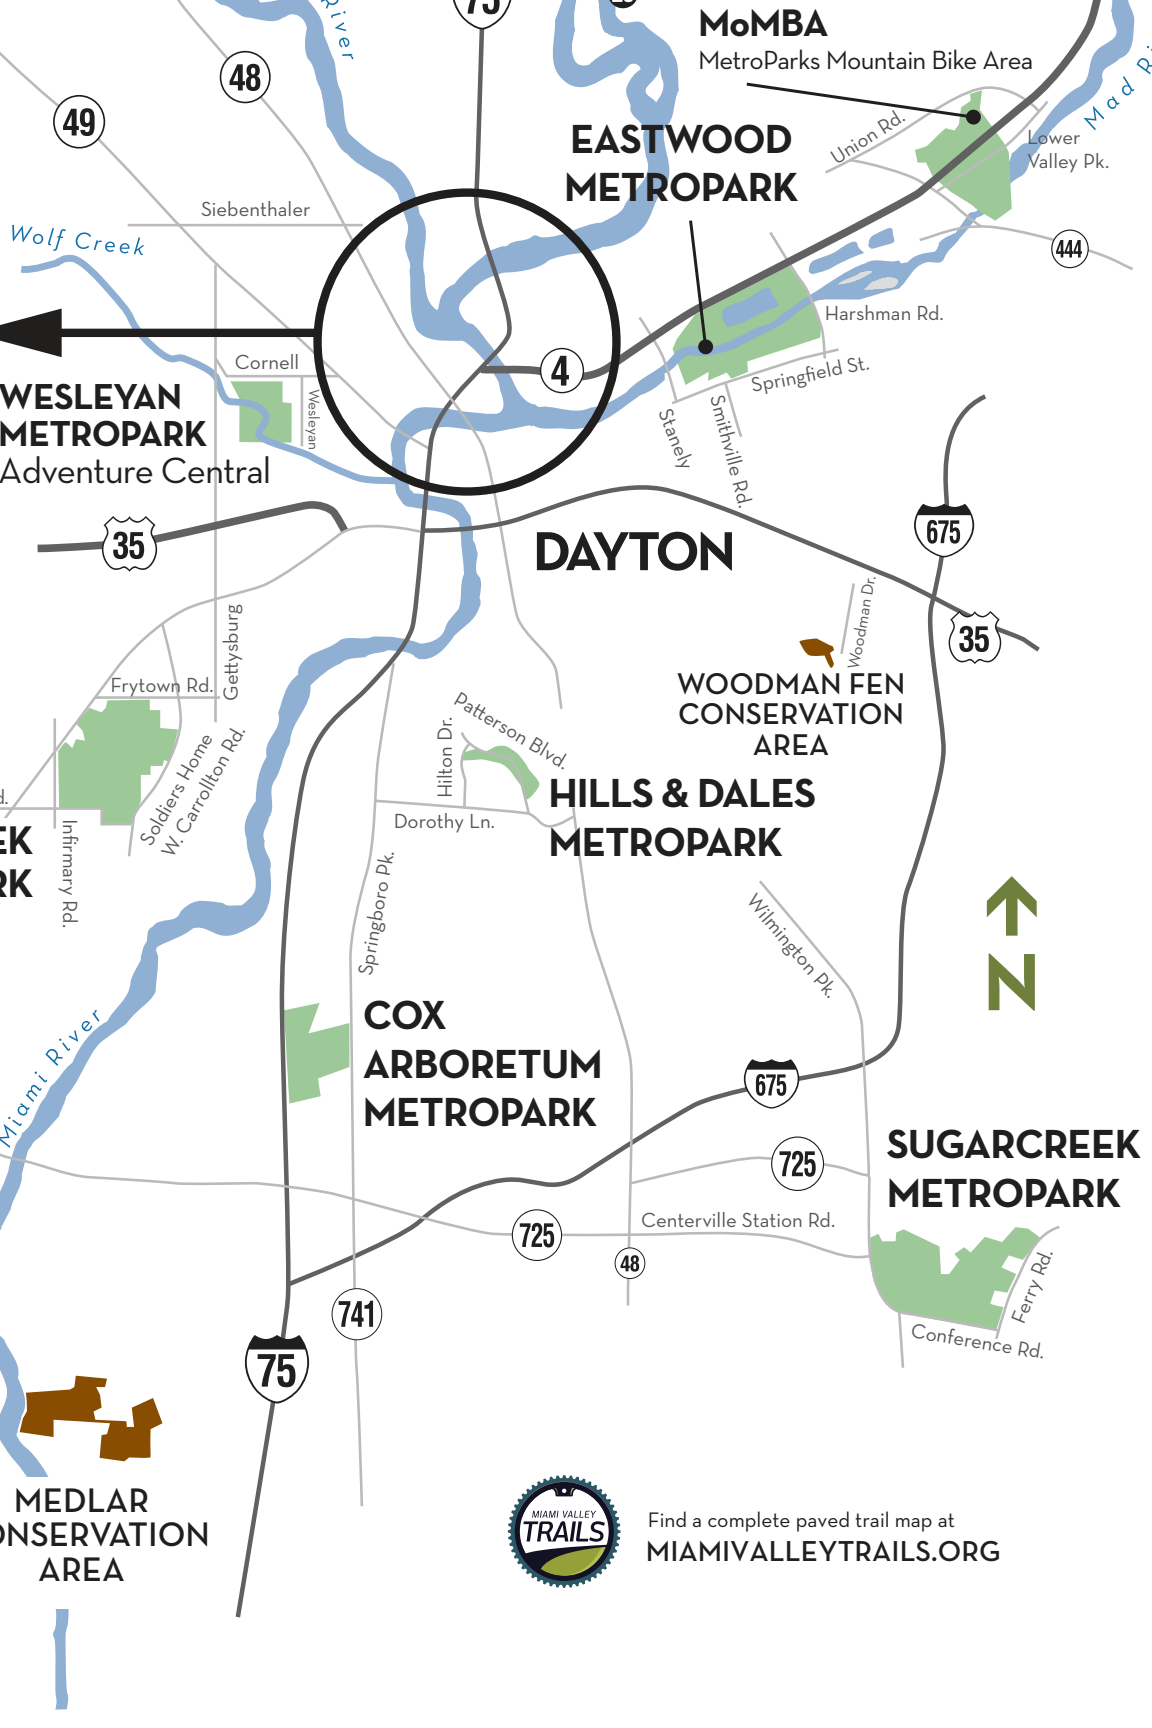 River
75
MoMBA
MetroParks Mountain Bike Area
Mad Ri
48
49
EASTWOOD
METROPARK
Union Rd.
Lower
Valley Pk.
Siebenthaler
Wolf Creek
444
Harshman Rd.
Cornell
4
Springfield St.
WESLEYAN
METROPARK
Adventure Central
Wesleyan
Stanely
Smithville Rd.
35
DAYTON
675
35
Woodman Dr.
Gettysburg
WOODMAN FEN
CONSERVATION
AREA
Frytown Rd.
Patterson Blvd.
Hilton Dr.
Soldiers Home
W. Carrollton Rd.
HILLS & DALES
METROPARK
d.
Dorothy Ln.
EK
RK
Infirmary Rd.
Springboro Pk.
Wilmington Pk.
N
COX
ARBORETUM
METROPARK
Miami River
675
SUGARCREEK
METROPARK
725
Centerville Station Rd.
725
48
Ferry Rd.
741
Conference Rd.
75
MEDLAR
ONSERVATION
AREA
MIAMI VALLEY
TRAILS
Find a complete paved trail map at
MIAMIVALLEYTRAILS.ORG